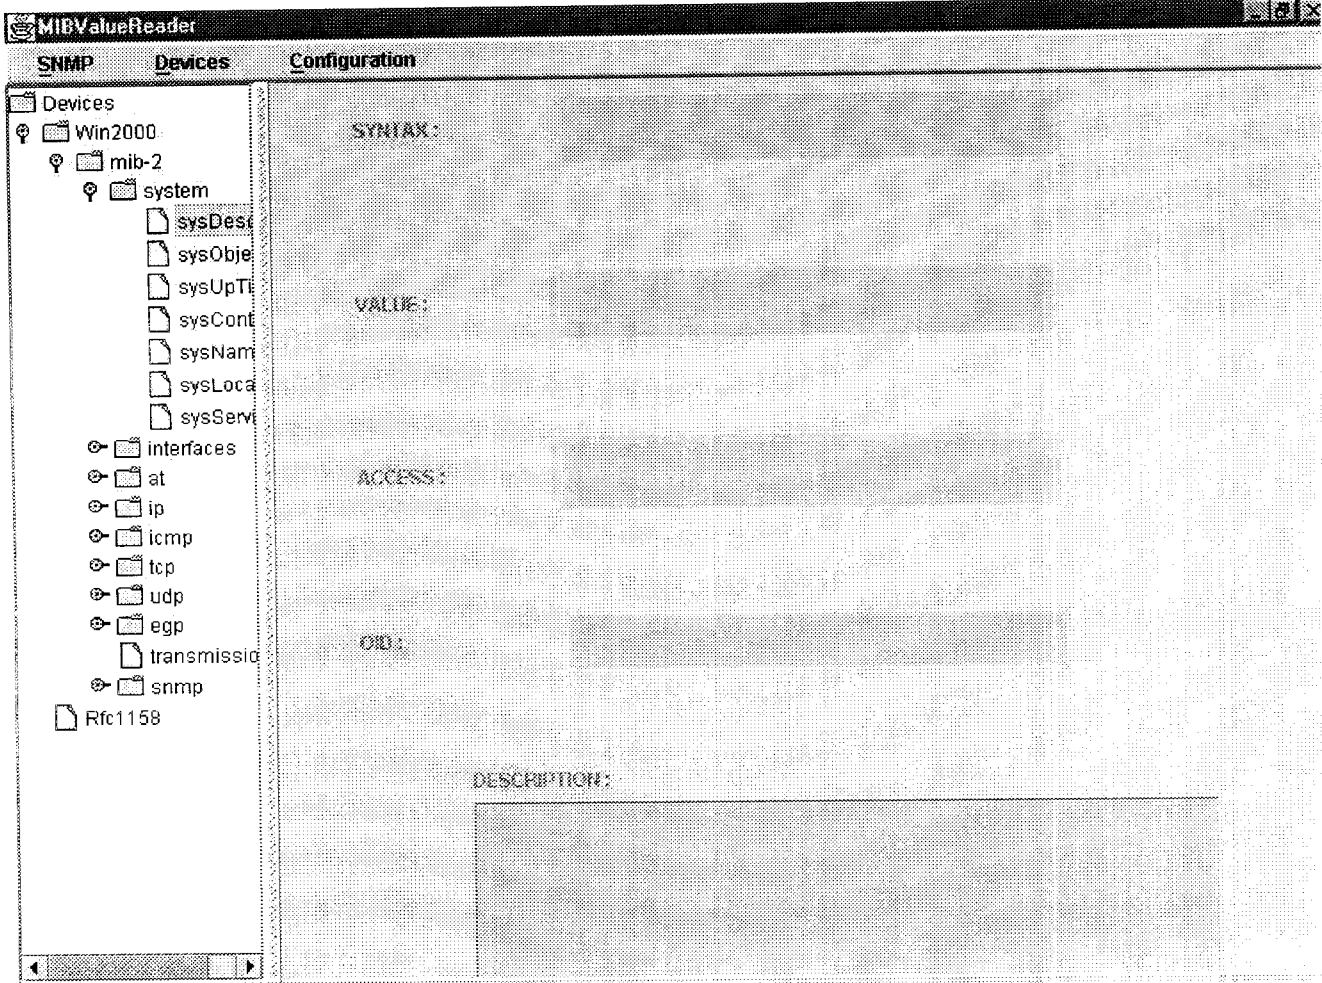 MIBValueReader
SNMP Devices Configuration
Devices
Win2000
mib-2
system
sysDesc
sysObje
sysUpTi
sysCont
sysNam
sysLoca
sysServi
interfaces
at
ip
icmp
tcp
udp
egp
transmissio
snmp
Rfc1158
SYNTAX:
VALUE:
ACCESS:
OID:
DESCRIPTION: